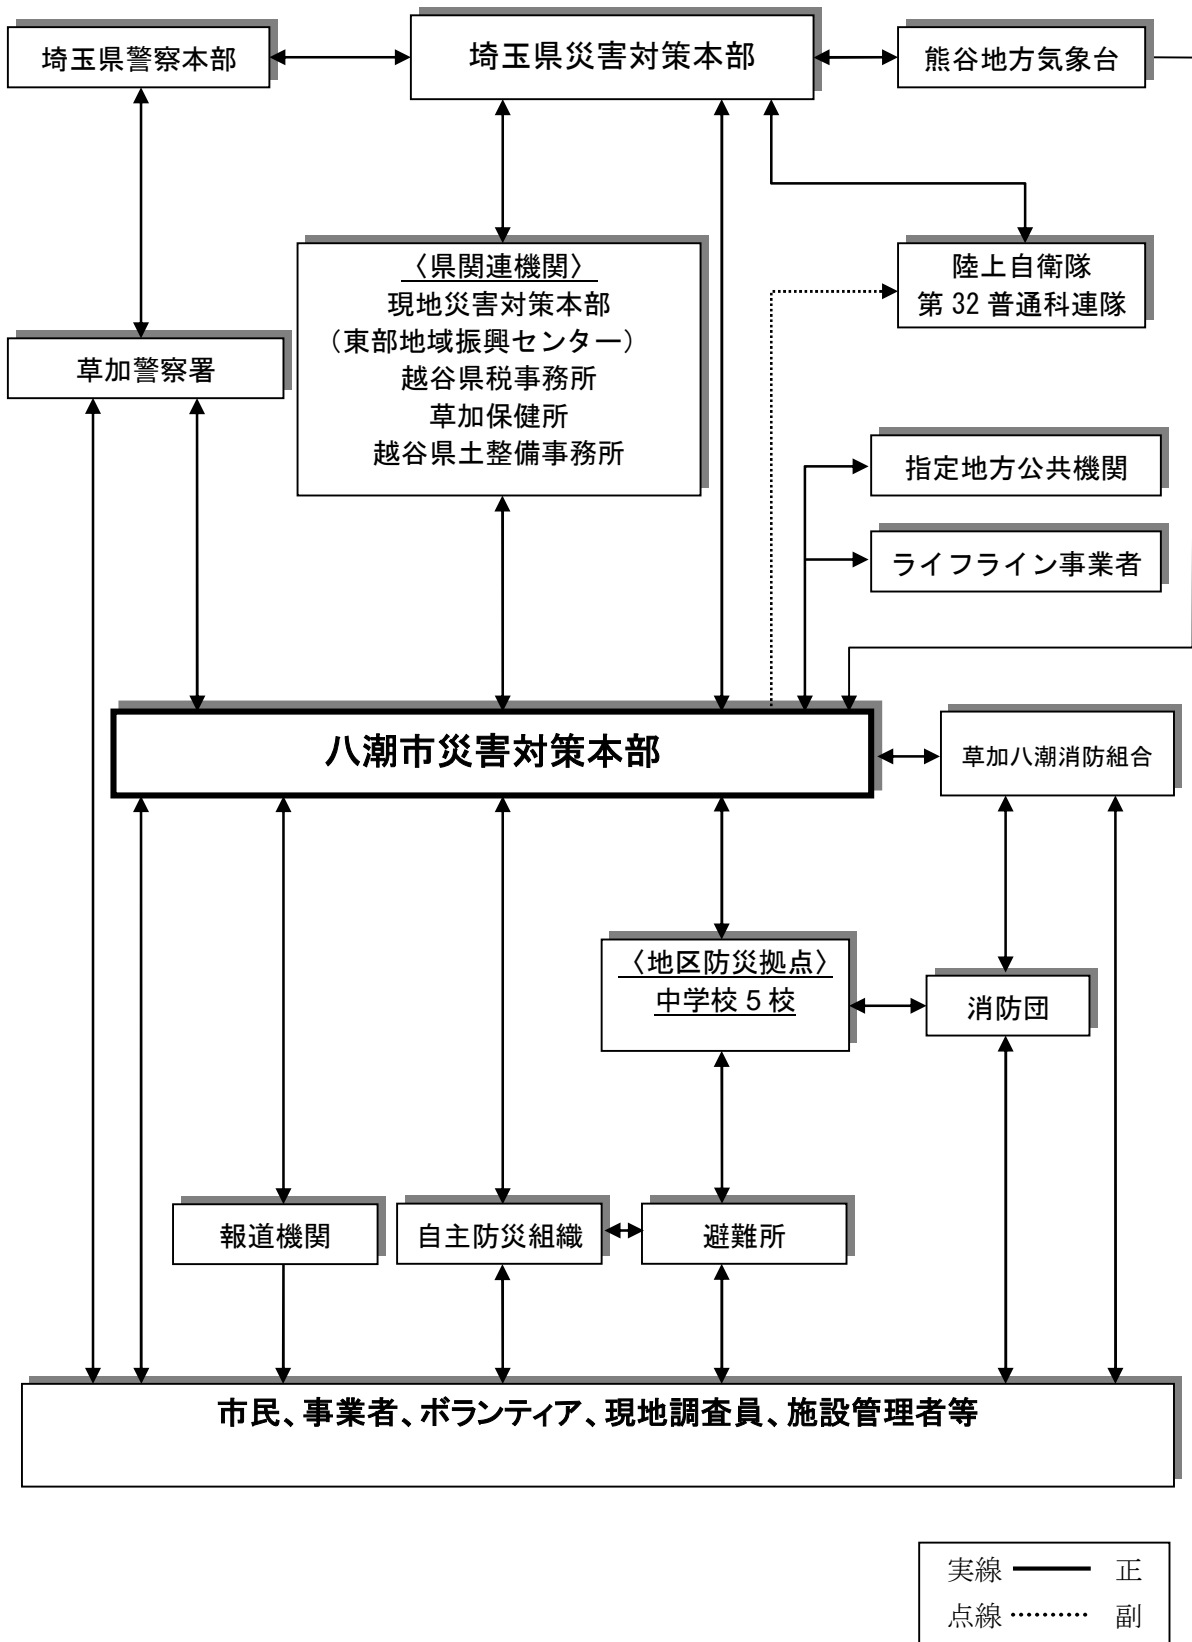 埼玉県警察本部
埼玉県災害対策本部
熊谷地方気象台
〈県関連機関〉
現地災害対策本部
（東部地域振興センター）
越谷県税事務所
草加保健所
越谷県土整備事務所
陸上自衛隊
第 32 普通科連隊
草加警察署
指定地方公共機関
ライフライン事業者
八潮市災害対策本部
草加八潮消防組合
〈地区防災拠点〉
中学校 5 校
消防団
報道機関
自主防災組織
避難所
市民、事業者、ボランティア、現地調査員、施設管理者等
実線 正
点線 副